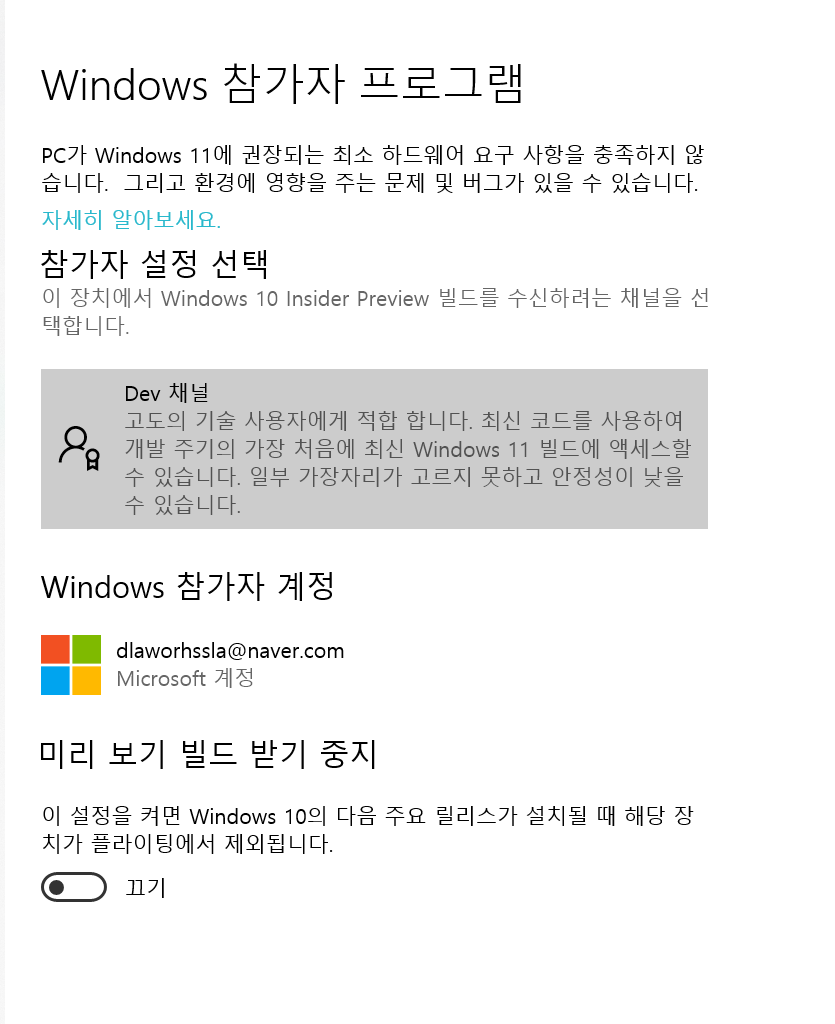 Windows 참가자 프로그램
PC가 Windows 11에 권장되는 최소 하드웨어 요구 사항을 충족하지 않
습니다.  그리고 환경에 영향을 주는 문제 및 버그가 있을 수 있습니다.
자세히 알아보세요.
참가자 설정 선택
이 장치에서 Windows 10 Insider Preview 빌드를 수신하려는 채널을 선
택합니다.
Dev 채널
고도의 기술 사용자에게 적합 합니다. 최신 코드를 사용하여
개발 주기의 가장 처음에 최신 Windows 11 빌드에 액세스할
수 있습니다. 일부 가장자리가 고르지 못하고 안정성이 낮을
수 있습니다.
Windows 참가자 계정
dlaworhssla@naver.com
Microsoft 계정
미리 보기 빌드 받기 중지
이 설정을 켜면 Windows 10의 다음 주요 릴리스가 설치될 때 해당 장
치가 플라이팅에서 제외됩니다.
끄기